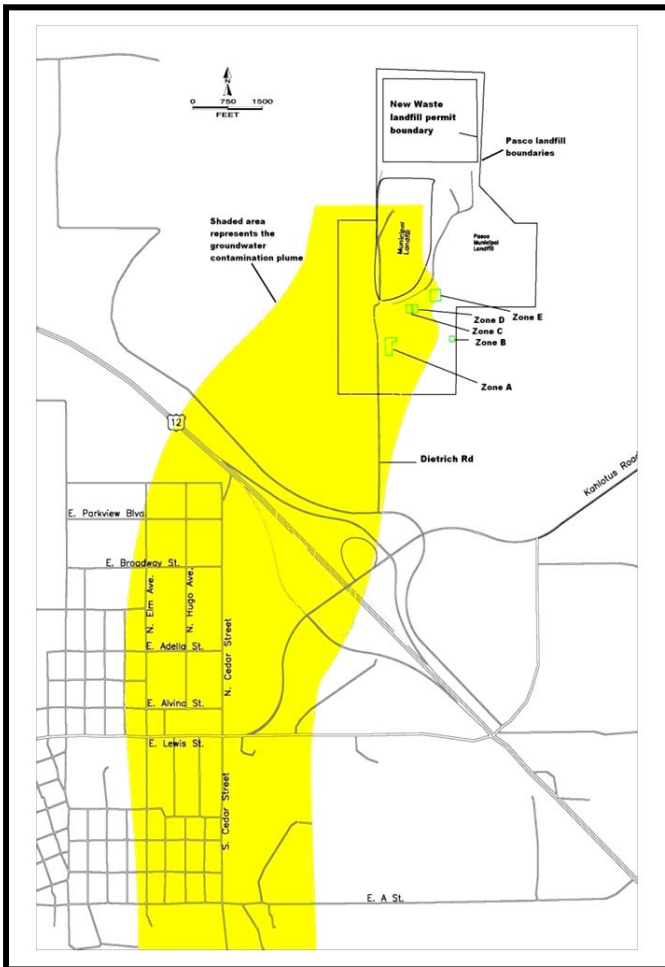 N
0 750 1500
FEET
New Waste
landfill permit
boundary
Pasco landfill
boundaries
Shaded area
represents the
groundwater
contamination plume
Municipal
Landfill
Pasco
Municipal
Landfill
Zone E
Zone D
Zone C
Zone B
Zone A
12
Dietrich Rd
Kahlotus Road
E. Parkview Blvd.
E. Broadway St.
N. Elm Ave.
N. Hugo Ave.
N. Cedar Street
E. Adella St.
E. Alvina St.
E. Lewis St.
S. Cedar Street
E. A St.